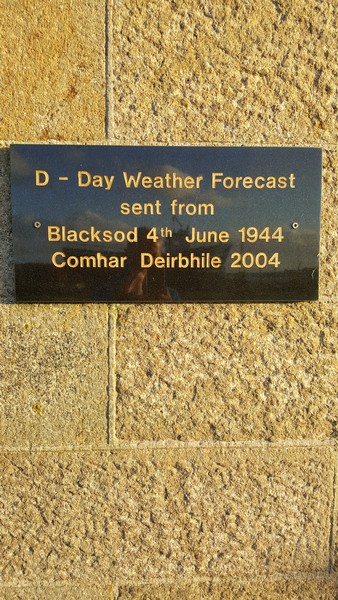 D - Day Weather Forecast
sent from
Blacksod 4th June 1944
Comhar Deirbhile 2004